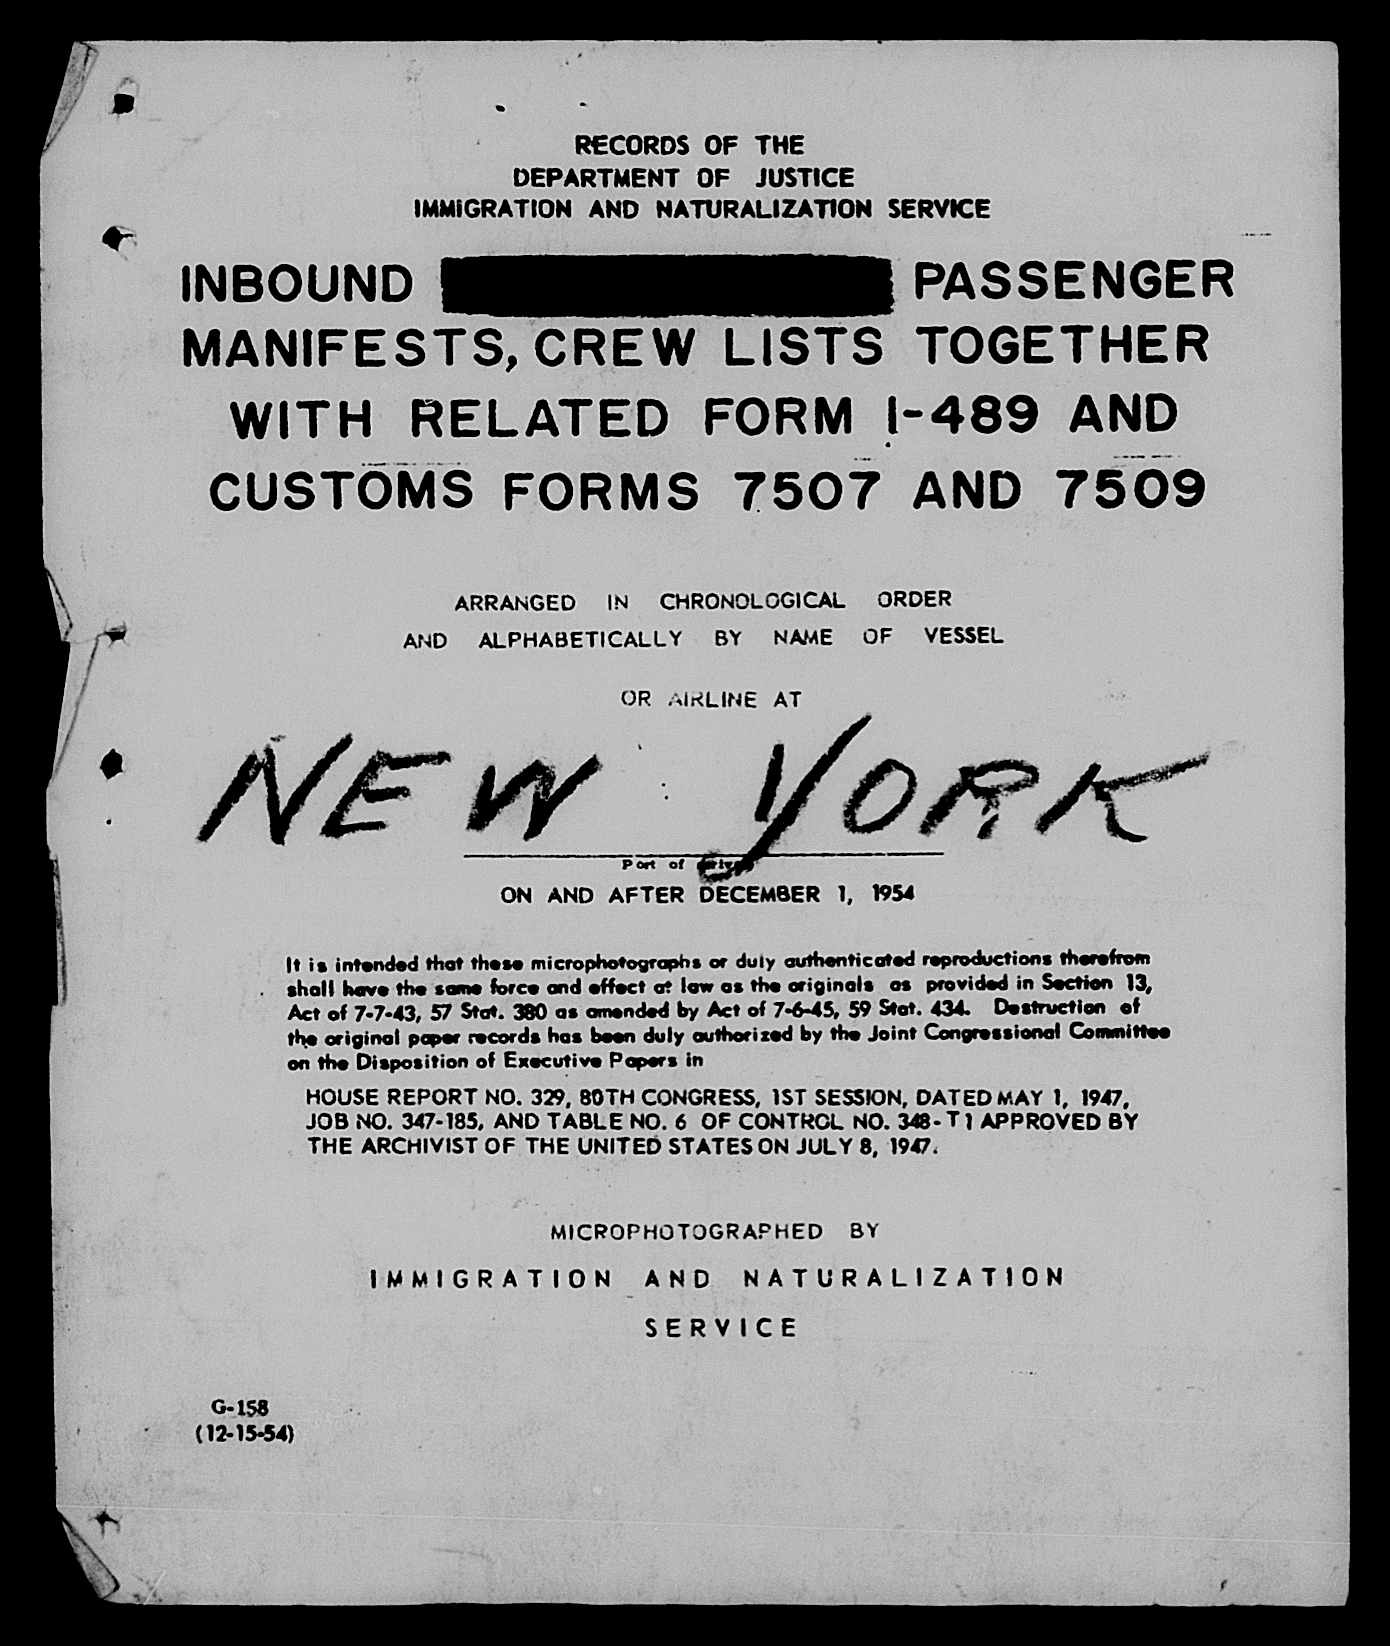 RECORDS OF THE
DEPARTMENT OF JUSTICE
IMMIGRATION AND NATURALIZATION SERVICE
INBOUND PASSENGER
MANIFESTS, CREW LISTS TOGETHER
WITH RELATED FORM I-489 AND
CUSTOMS FORMS 7507 AND 7509
ARRANGED IN CHRONOLOGICAL ORDER
AND ALPHABETICALLY BY NAME OF VESSEL
OR AIRLINE AT
NEW YORK
Port of
ON AND AFTER DECEMBER 1, 1954
It is intended that these microphotographs or duly authenticated reproductions therefrom
shall have the same force and effect at law as the originals as provided in Section 13,
Act of 7-7-43, 57 Stat. 380 as amended by Act of 7-6-45, 59 Stat. 434. Destruction of
the original paper records has been duly authorized by the Joint Congressional Committee
on the Disposition of Executive Papers in
HOUSE REPORT NO. 329, 80TH CONGRESS, 1ST SESSION, DATED MAY 1, 1947,
JOB NO. 347-185, AND TABLE NO. 6 OF CONTROL NO. 348-T1 APPROVED BY
THE ARCHIVIST OF THE UNITED STATES ON JULY 8, 1947.
MICROPHOTOGRAPHED BY
IMMIGRATION AND NATURALIZATION
SERVICE
G-158
(12-15-54)